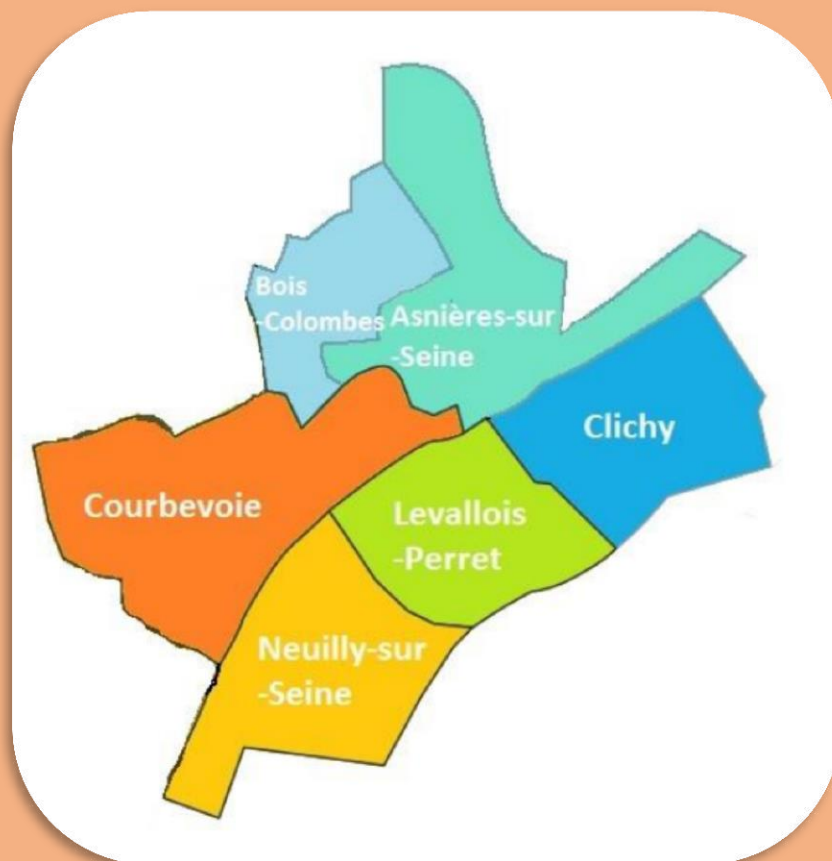 Bois
-Colombes
Asnières-sur
-Seine
Clichy
Courbevoie
Levallois
-Perret
Neuilly-sur
-Seine